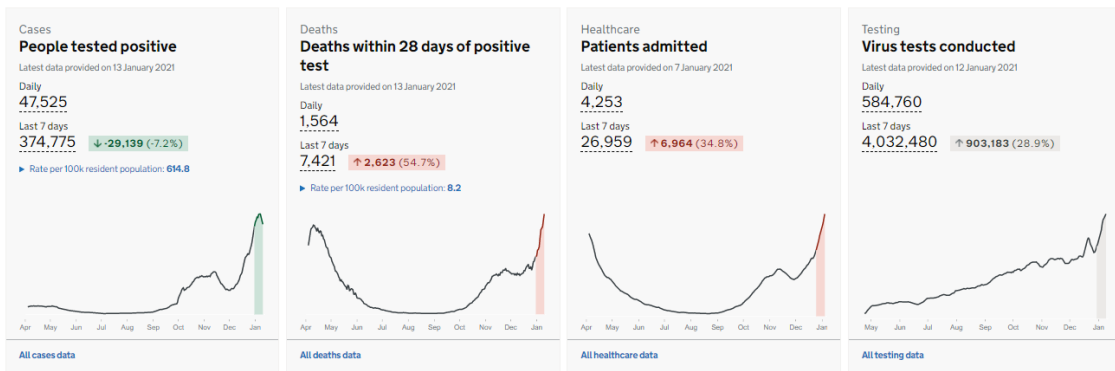 Cases
People tested positive
Latest data provided on 13 January 2021
Daily
47,525
Last 7 days
374,775 ↓ -29,139 (-7.2%)
▶ Rate per 100k resident population: 614.8
Apr May Jun Jul Aug Sep Oct Nov Dec Jan
All cases data
Deaths
Deaths within 28 days of positive
test
Latest data provided on 13 January 2021
Daily
1,564
Last 7 days
7,421 ↑ 2,623 (54.7%)
▶ Rate per 100k resident population: 8.2
Apr May Jun Jul Aug Sep Oct Nov Dec Jan
All deaths data
Healthcare
Patients admitted
Latest data provided on 7 January 2021
Daily
4,253
Last 7 days
26,959 ↑ 6,964 (34.8%)
Apr May Jun Jul Aug Sep Oct Nov Dec Jan
All healthcare data
Testing
Virus tests conducted
Latest data provided on 12 January 2021
Daily
584,760
Last 7 days
4,032,480 ↑ 903,183 (28.9%)
May Jun Jul Aug Sep Oct Nov Dec Jan
All testing data